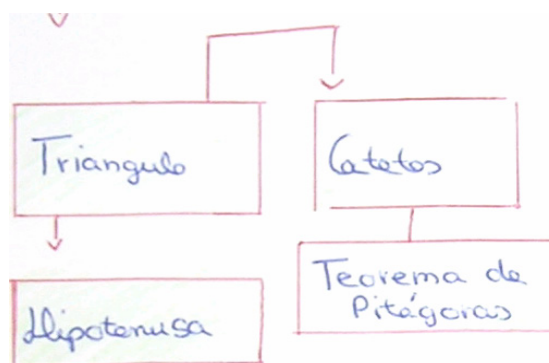 Triangulo
Catetos
Hipotenusa
Teorema de
Pitágoras